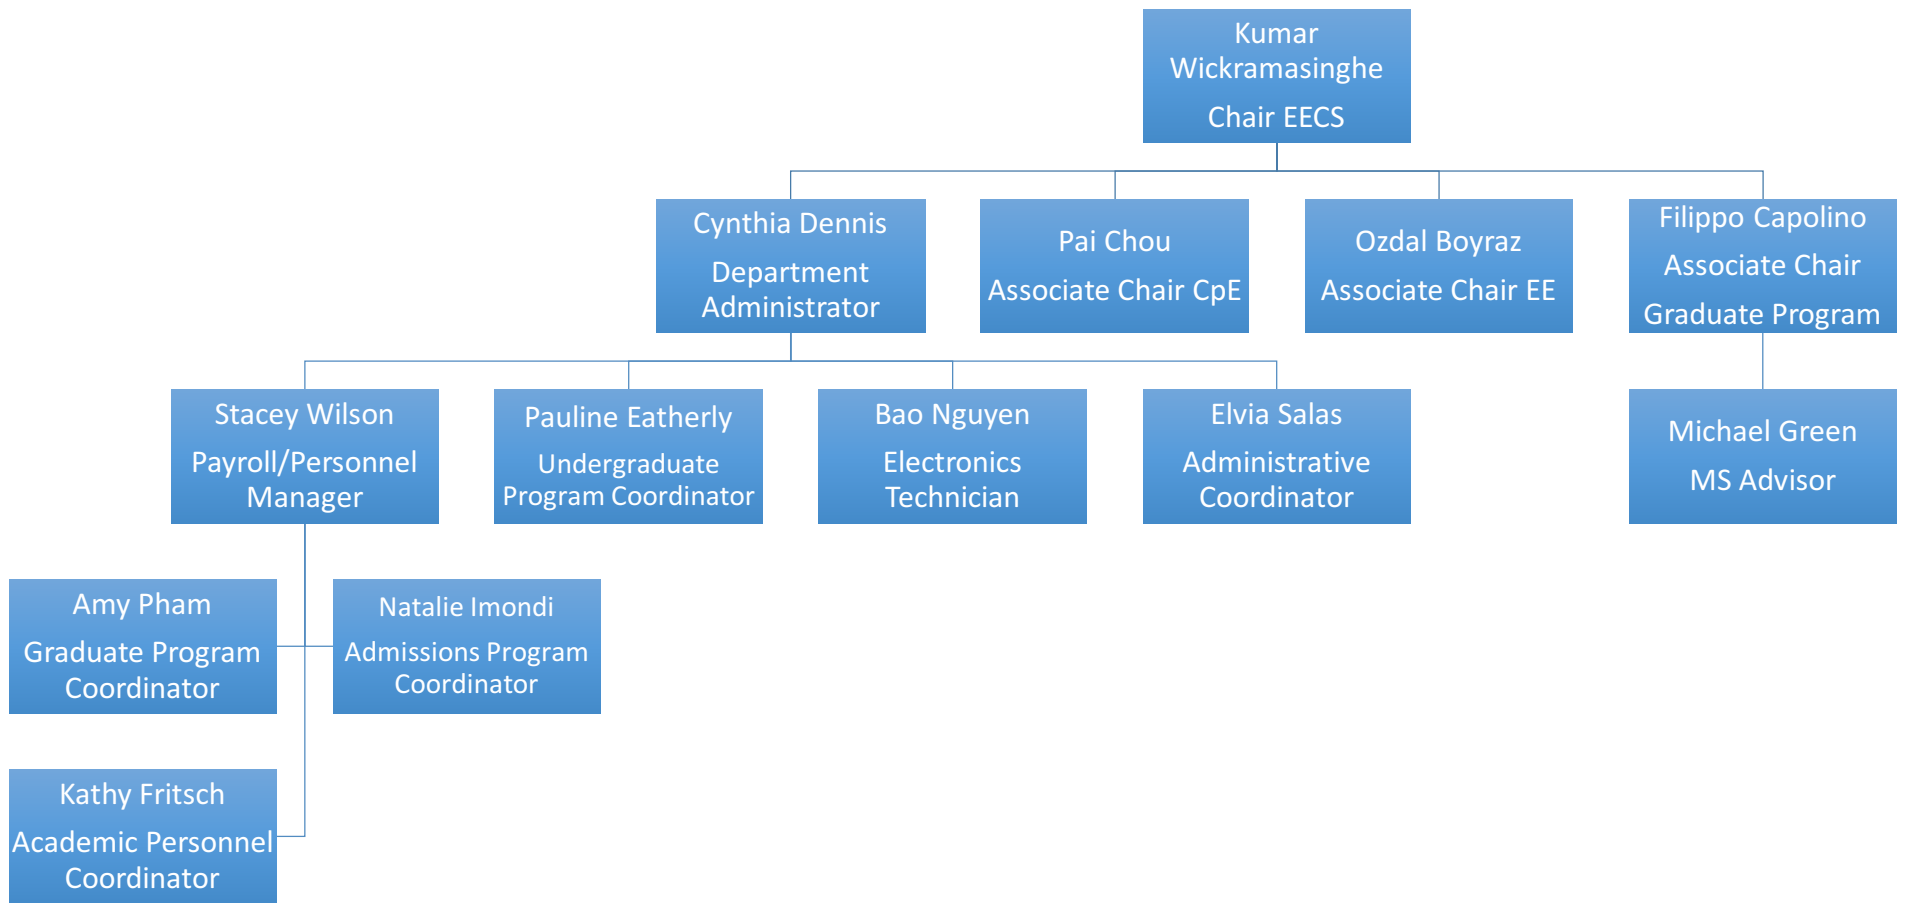 Kumar
Wickramasinghe
Chair EECS
Cynthia Dennis
Department
Administrator
Pai Chou
Associate Chair CpE
Ozdal Boyraz
Associate Chair EE
Filippo Capolino
Associate Chair
Graduate Program
Stacey Wilson
Payroll/Personnel
Manager
Pauline Eatherly
Undergraduate
Program Coordinator
Bao Nguyen
Electronics
Technician
Elvia Salas
Administrative
Coordinator
Michael Green
MS Advisor
Amy Pham
Graduate Program
Coordinator
Natalie Imondi
Admissions Program
Coordinator
Kathy Fritsch
Academic Personnel
Coordinator